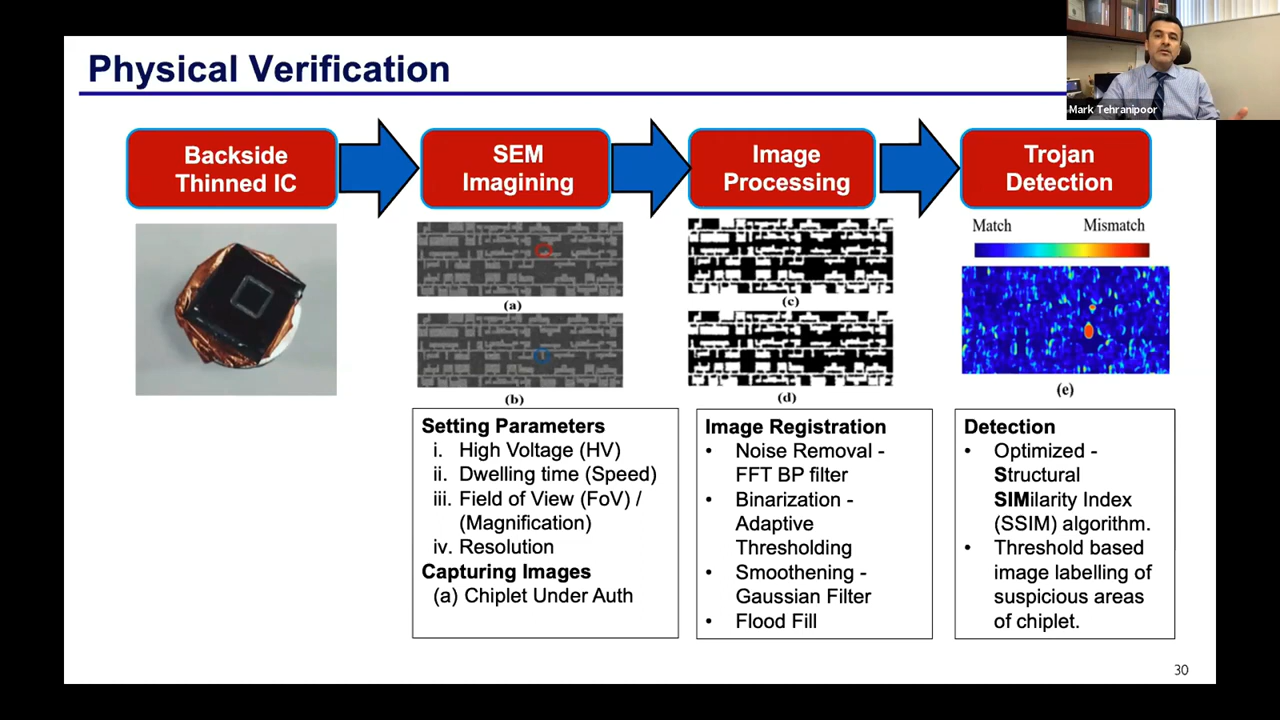 Physical Verification
Mark Tehranipoor
Backside
Thinned IC
SEM
Imagining
Image
Processing
Trojan
Detection
Match Mismatch
(a)
(b)
(c)
(d)
(e)
Setting Parameters
i. High Voltage (HV)
ii. Dwelling time (Speed)
iii. Field of View (FoV) /
(Magnification)
iv. Resolution
Capturing Images
(a) Chiplet Under Auth
Image Registration
• Noise Removal -
FFT BP filter
• Binarization -
Adaptive
Thresholding
• Smoothening -
Gaussian Filter
• Flood Fill
Detection
• Optimized -
Structural
SIMilarity Index
(SSIM) algorithm.
• Threshold based
image labelling of
suspicious areas
of chiplet.
30